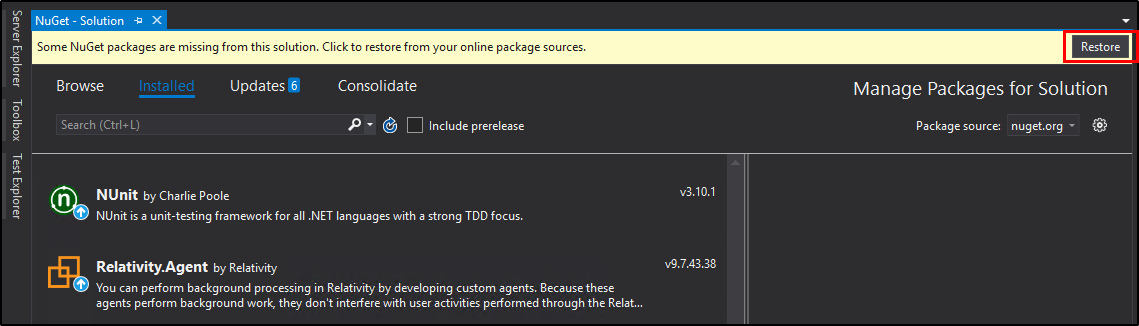 Server Explorer
Toolbox
Test Explorer
NuGet - Solution
Some NuGet packages are missing from this solution. Click to restore from your online package sources.
Restore
Browse Installed Updates 6 Consolidate
Manage Packages for Solution
Search (Ctrl+L)
Include prerelease
Package source: nuget.org
n
NUnit by Charlie Poole
v3.10.1
NUnit is a unit-testing framework for all .NET languages with a strong TDD focus.
Relativity.Agent by Relativity
v9.7.43.38
You can perform background processing in Relativity by developing custom agents. Because these
agents perform background work, they don't interfere with user activities performed through the Relat...